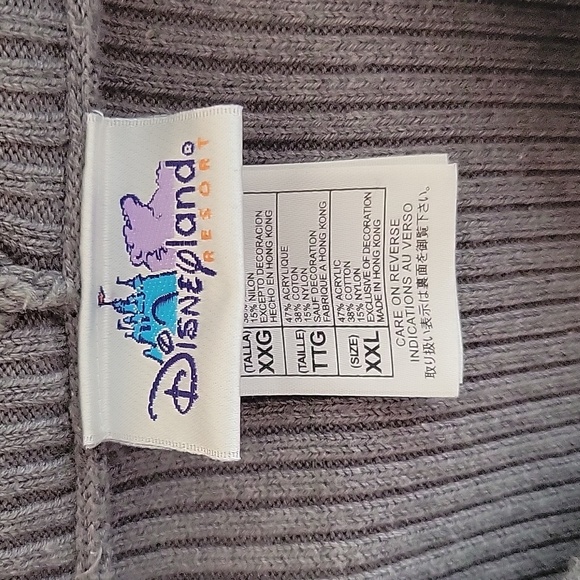 Disneyland®
RESORT
(TALLA)
XXG
15% NILON
EXCEPTO DECORACION
HECHO EN HONG KONG
(TAILLE)
TTG
47% ACRYLIQUE
38% COTON
15% NYLON
SAUF DECORATION
FABRIQUE A HONG KONG
(SIZE)
XXL
47% ACRYLIC
38% COTTON
15% NYLON
EXCLUSIVE OF DECORATION
MADE IN HONG KONG
CARE ON REVERSE
INDICATIONS AU VERSO
取り扱い表示は裏面を御覧下さい。